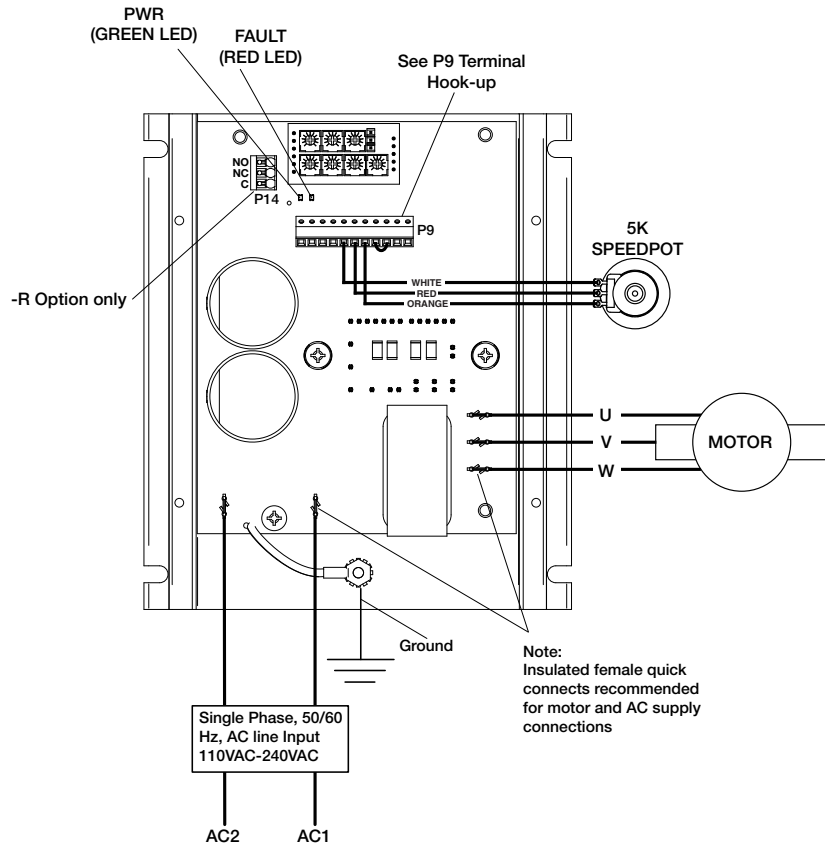 PWR
(GREEN LED)
FAULT
(RED LED)
See P9 Terminal
Hook-up
NO
NC
C
P14
P9
5K
SPEEDPOT
WHITE
RED
ORANGE
-R Option only
U
V
W
MOTOR
Ground
Note:
Insulated female quick
connects recommended
for motor and AC supply
connections
Single Phase, 50/60
Hz, AC line Input
110VAC-240VAC
AC2
AC1